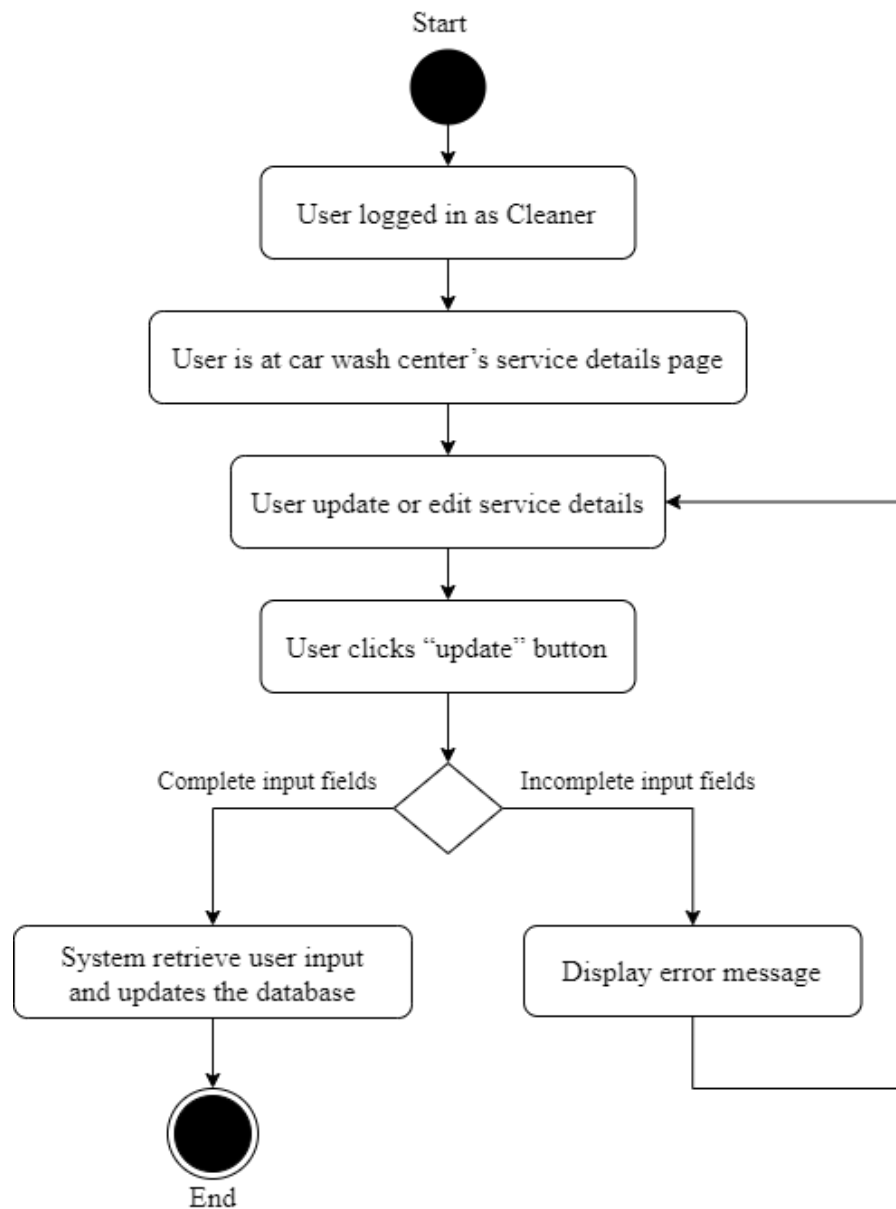 Start
User logged in as Cleaner
User is at car wash center’s service details page
User update or edit service details
User clicks “update” button
Complete input fields
Incomplete input fields
System retrieve user input
and updates the database
Display error message
End